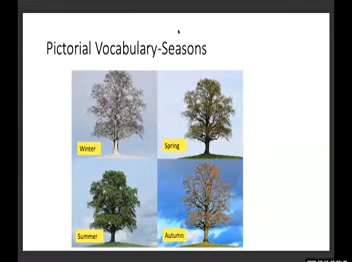 Pictorial Vocabulary-Seasons
Winter
Spring
Summer
Autumn